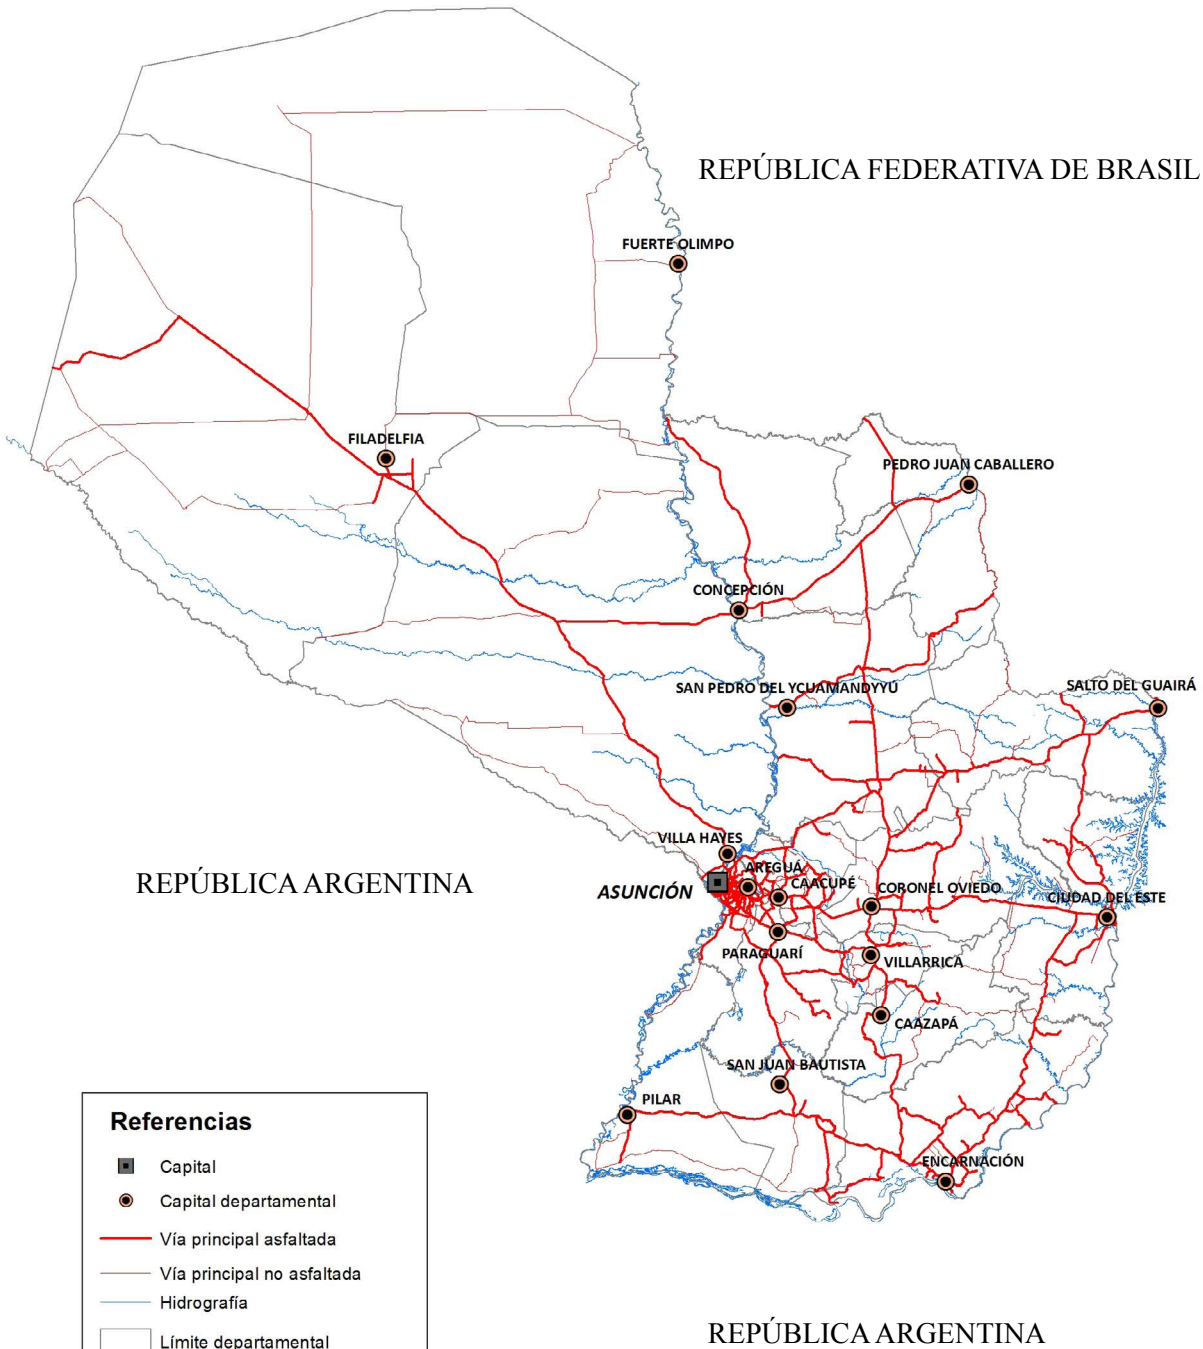 REPÚBLICA FEDERATIVA DE BRASIL
FUERTE OLIMPO
FILADELFIA
PEDRO JUAN CABALLERO
CONCEPCIÓN
SAN PEDRO DEL YCUAMANDYYÚ
SALTO DEL GUAIRÁ
VILLA HAYES
AREGUÁ
REPÚBLICA ARGENTINA
ASUNCIÓN
CAACUPÉ
CORONEL OVIEDO
CIUDAD DEL ESTE
PARAGUARÍ
VILLARRICA
CAAZAPÁ
SAN JUAN BAUTISTA
PILAR
ENCARNACIÓN
Referencias
Capital
Capital departamental
Vía principal asfaltada
Vía principal no asfaltada
Hidrografía
Límite departamental
REPÚBLICA ARGENTINA